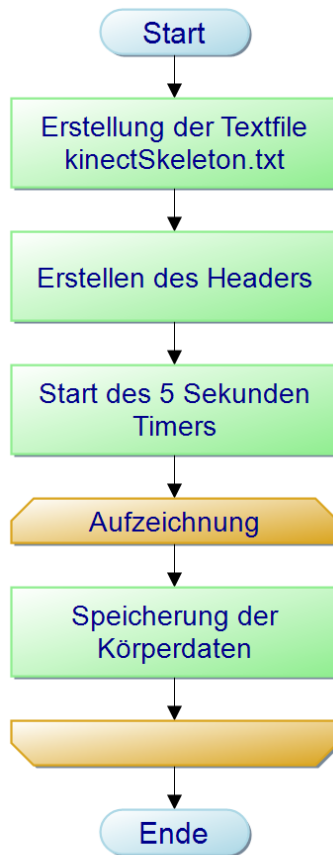 Start
Erstellung der Textfile
kinectSkeleton.txt
Erstellen des Headers
Start des 5 Sekunden
Timers
Aufzeichnung
Speicherung der
Körperdaten
Ende